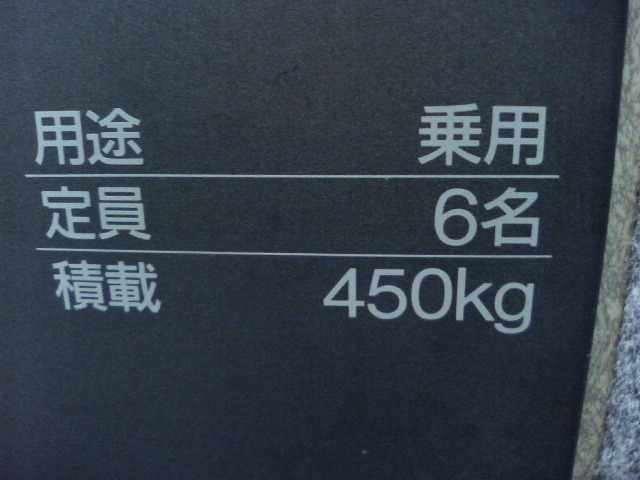 用途 乗用
定員 6名
積載 450kg